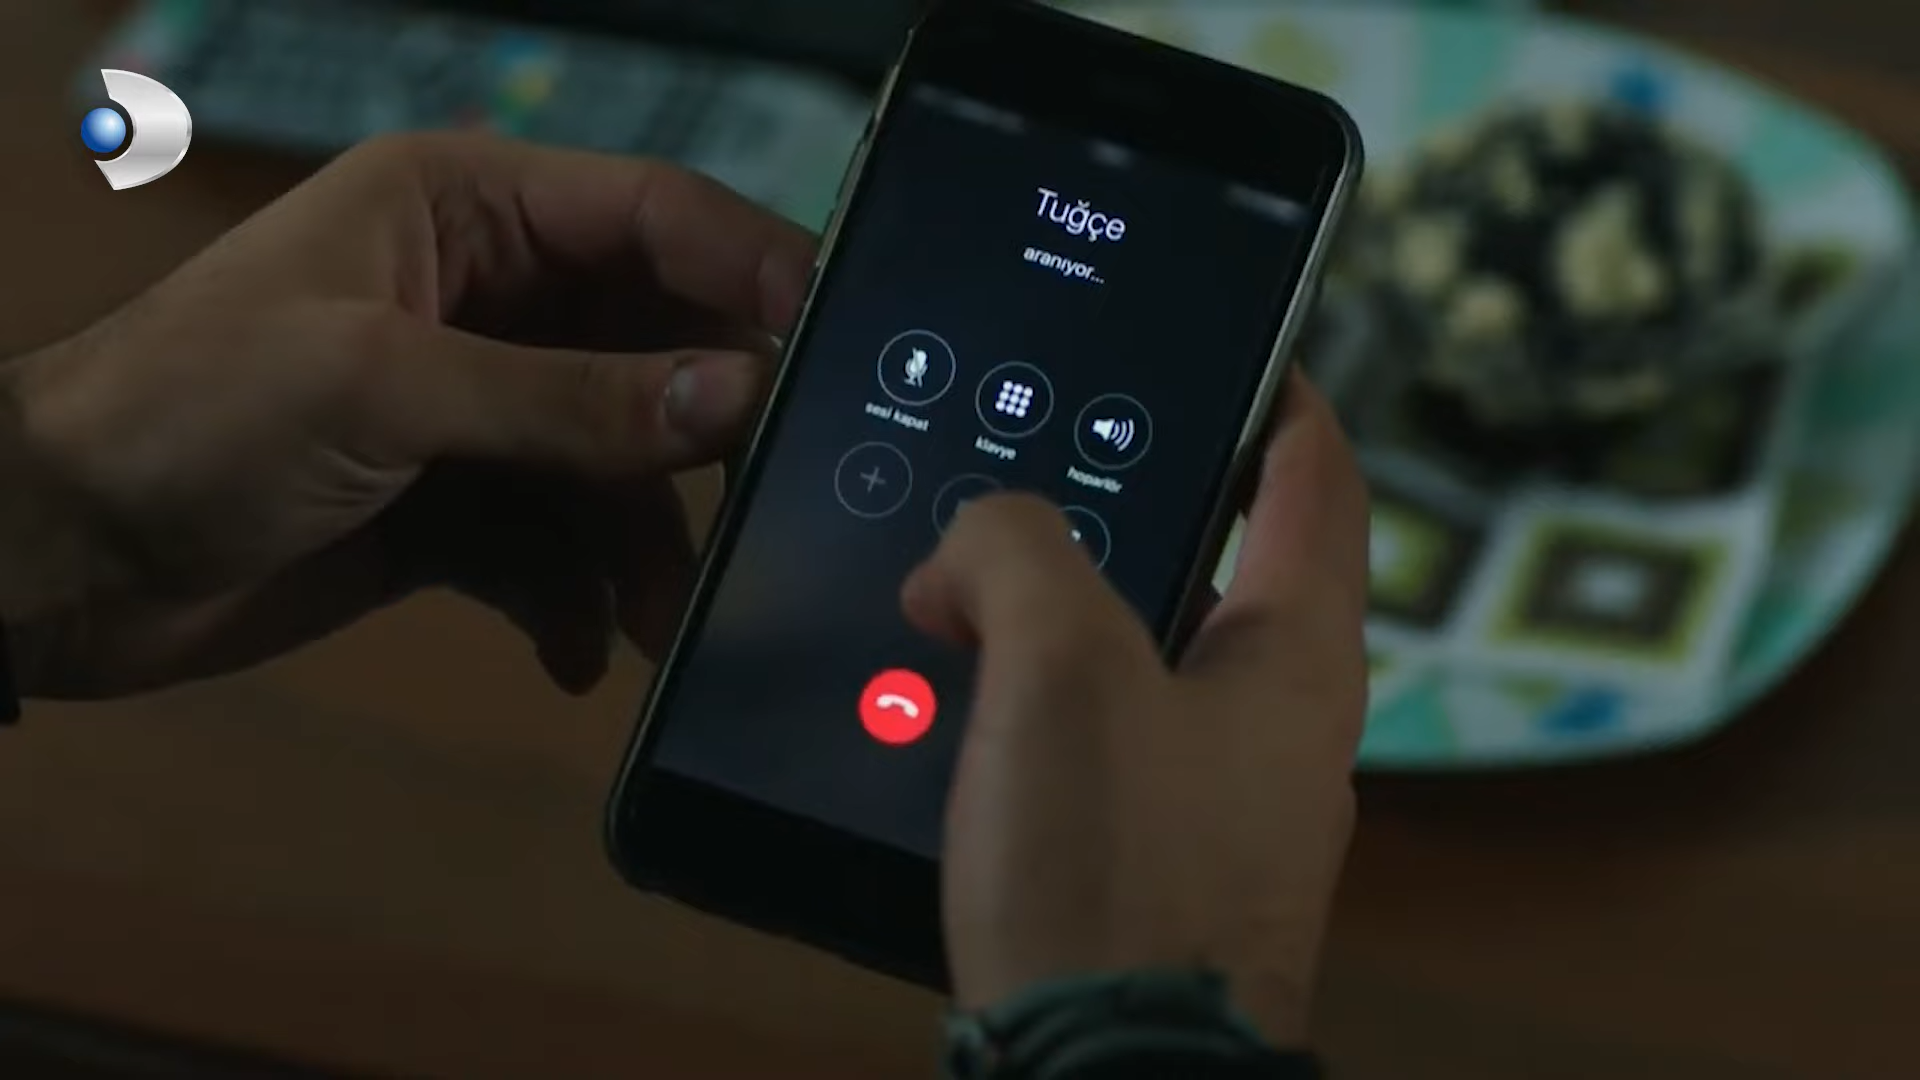 Tuğçe
aranıyor...
sesi kapat
klavye
hoparlör